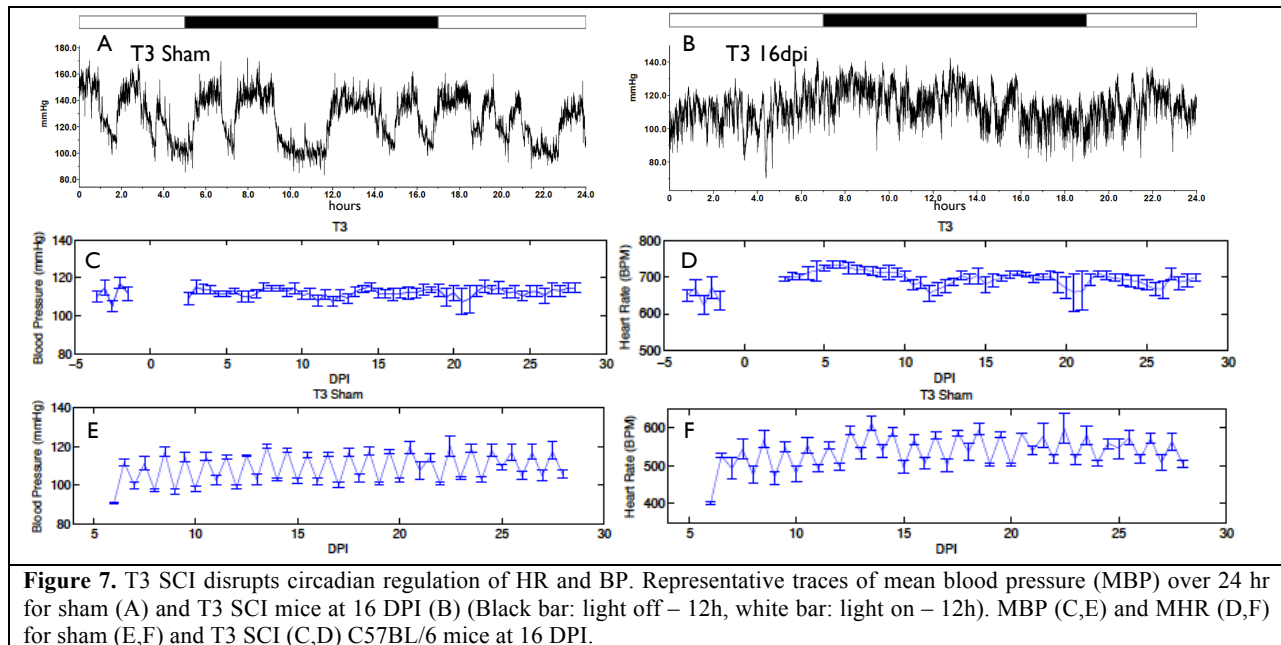 A
T3 Sham
180.0
160.0
140.0
120.0
100.0
80.0
mmHg
0 2.0 4.0 6.0 8.0 10.0 12.0 14.0 16.0 18.0 20.0 22.0 24.0
hours
B
T3 16dpi
140.0
120.0
100.0
80.0
mmHg
0 2.0 4.0 6.0 8.0 10.0 12.0 14.0 16.0 18.0 20.0 22.0 24.0
hours
T3
C
Blood Pressure (mmHg)
140
120
100
80
−5 0 5 10 15 20 25 30
DPI
D
Heart Rate (BPM)
800
700
600
500
−5 0 5 10 15 20 25 30
DPI
T3 Sham
E
Blood Pressure (mmHg)
140
120
100
80
5 10 15 20 25 30
DPI
T3 Sham
F
Heart Rate (BPM)
600
500
400
5 10 15 20 25 30
DPI
Figure 7. T3 SCI disrupts circadian regulation of HR and BP. Representative traces of mean blood pressure (MBP) over 24 hr
for sham (A) and T3 SCI mice at 16 DPI (B) (Black bar: light off – 12h, white bar: light on – 12h). MBP (C,E) and MHR (D,F)
for sham (E,F) and T3 SCI (C,D) C57BL/6 mice at 16 DPI.